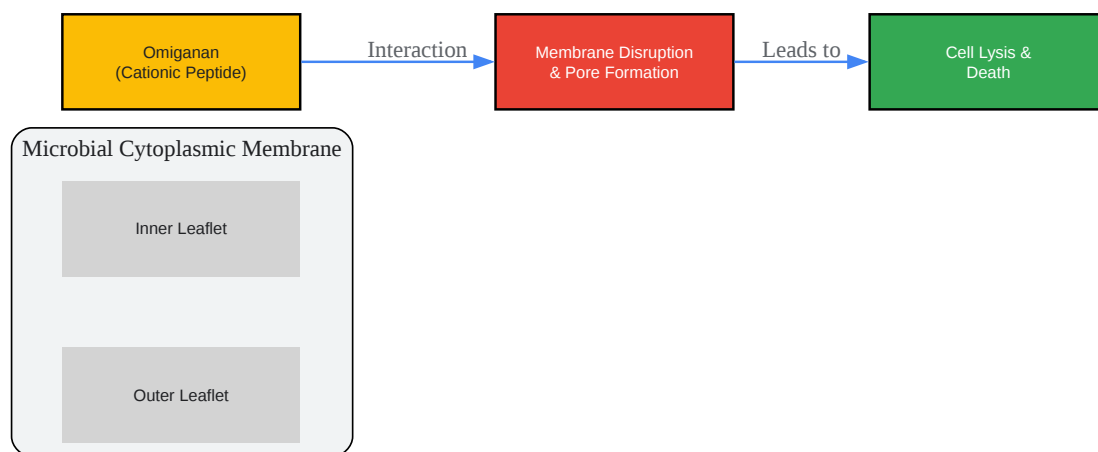 Omiganan
(Cationic Peptide)
Interaction
Membrane Disruption
& Pore Formation
Leads to
Cell Lysis &
Death
Microbial Cytoplasmic Membrane
Inner Leaflet
Outer Leaflet